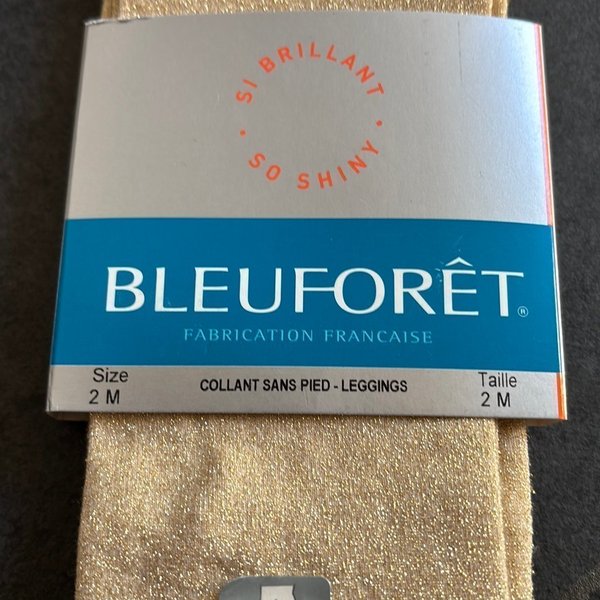 SI BRILLANT
• SO SHINY •
BLEUFORÊT®
FABRICATION FRANCAISE
Size
2 M
COLLANT SANS PIED - LEGGINGS
Taille
2 M